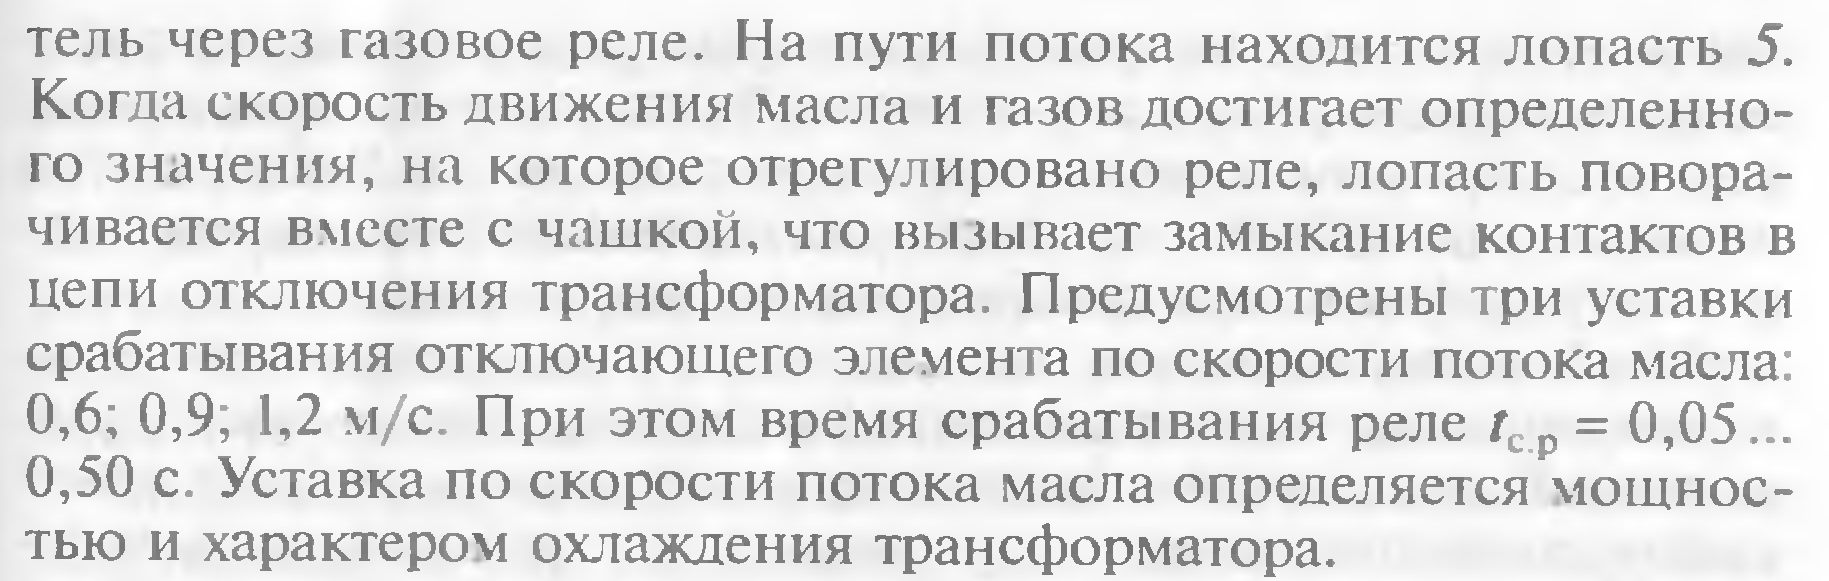 тель через газовое реле. На пути потока находится лопасть 5.
Когда скорость движения масла и газов достигает определенно-
го значения, на которое отрегулировано реле, лопасть повора-
чивается вместе с чашкой, что вызывает замыкание контактов в
цепи отключения трансформатора. Предусмотрены три уставки
срабатывания отключающего элемента по скорости потока масла:
0,6; 0,9; 1,2 м/с. При этом время срабатывания реле tс.р = 0,05...
0,50 с. Уставка по скорости потока масла определяется мощнос-
тью и характером охлаждения трансформатора.